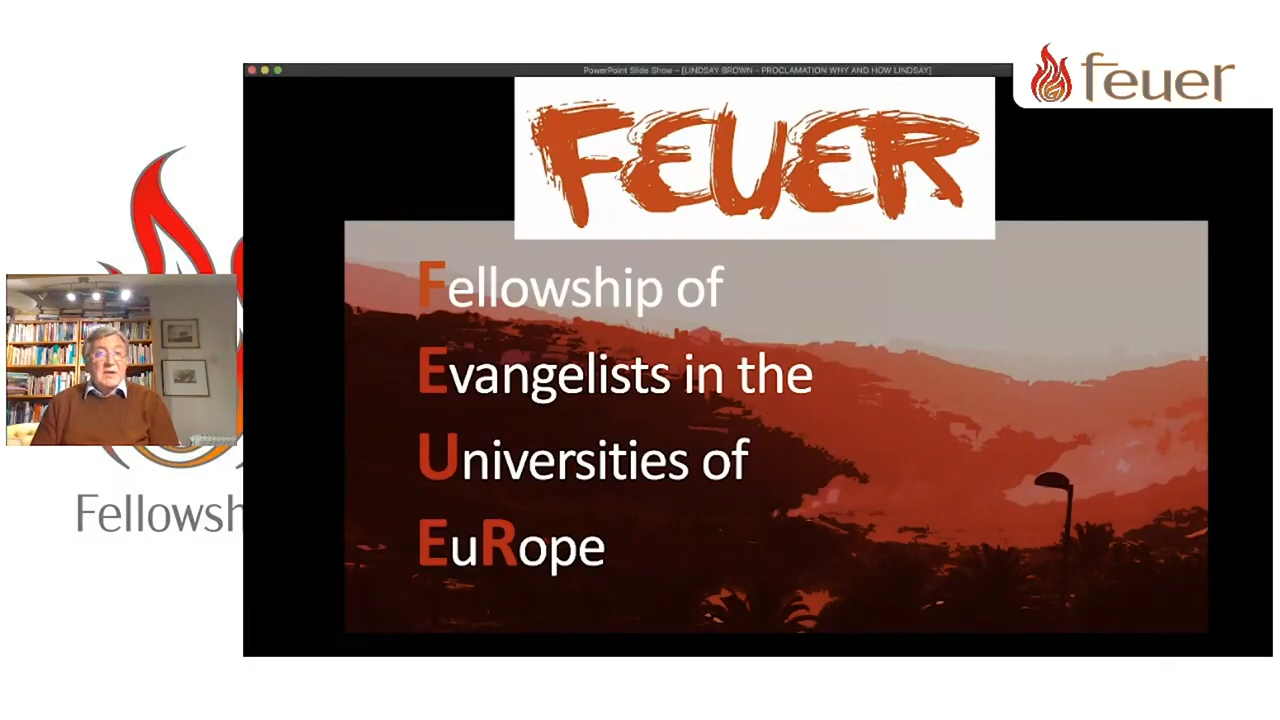 PowerPoint Slide Show – [LINDSAY BROWN - PROCLAMATION WHY AND HOW LINDSAY]
feuer
FEUER
Fellowship of
Evangelists in the
Universities of
EuRope
Fellowsh